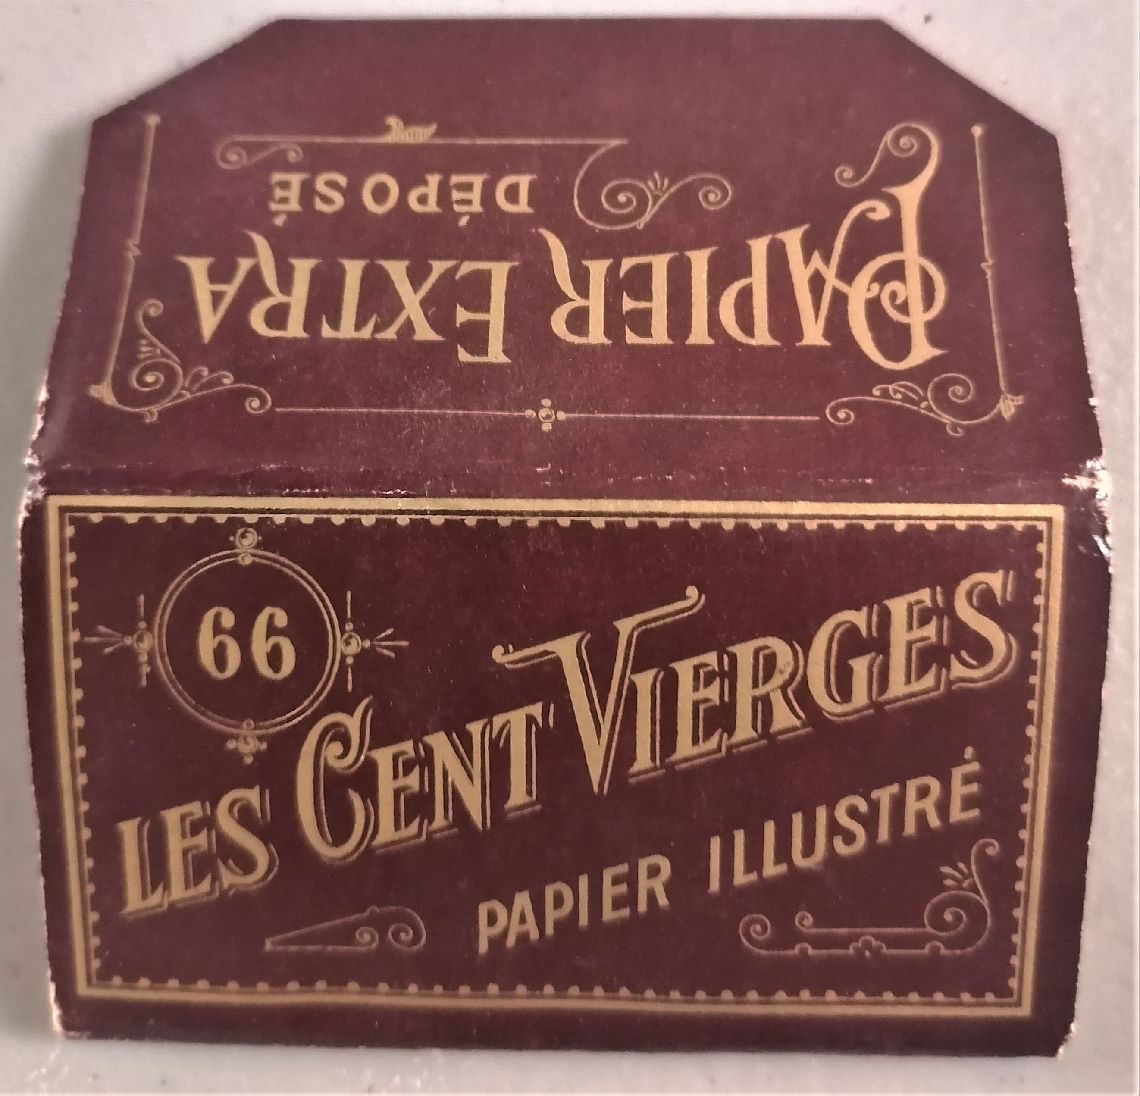 PAPIER EXTRA
DÉPOSÉ
66
LES CENT VIERGES
PAPIER ILLUSTRÉ